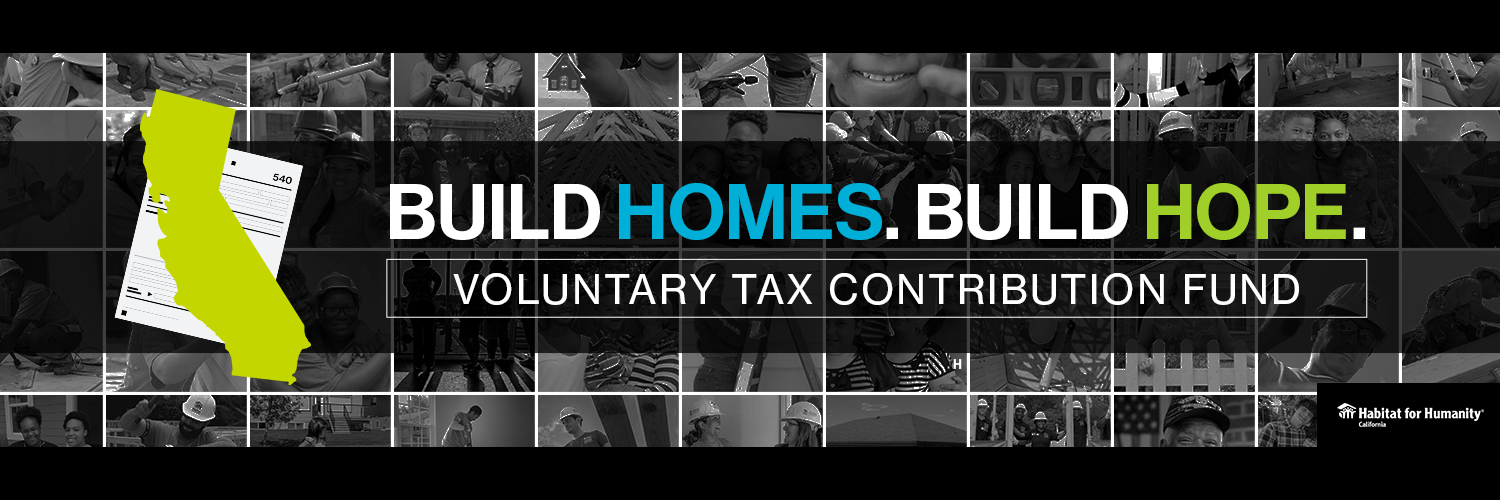 540
BUILD HOMES. BUILD HOPE.
VOLUNTARY TAX CONTRIBUTION FUND
H
Habitat for Humanity®
California